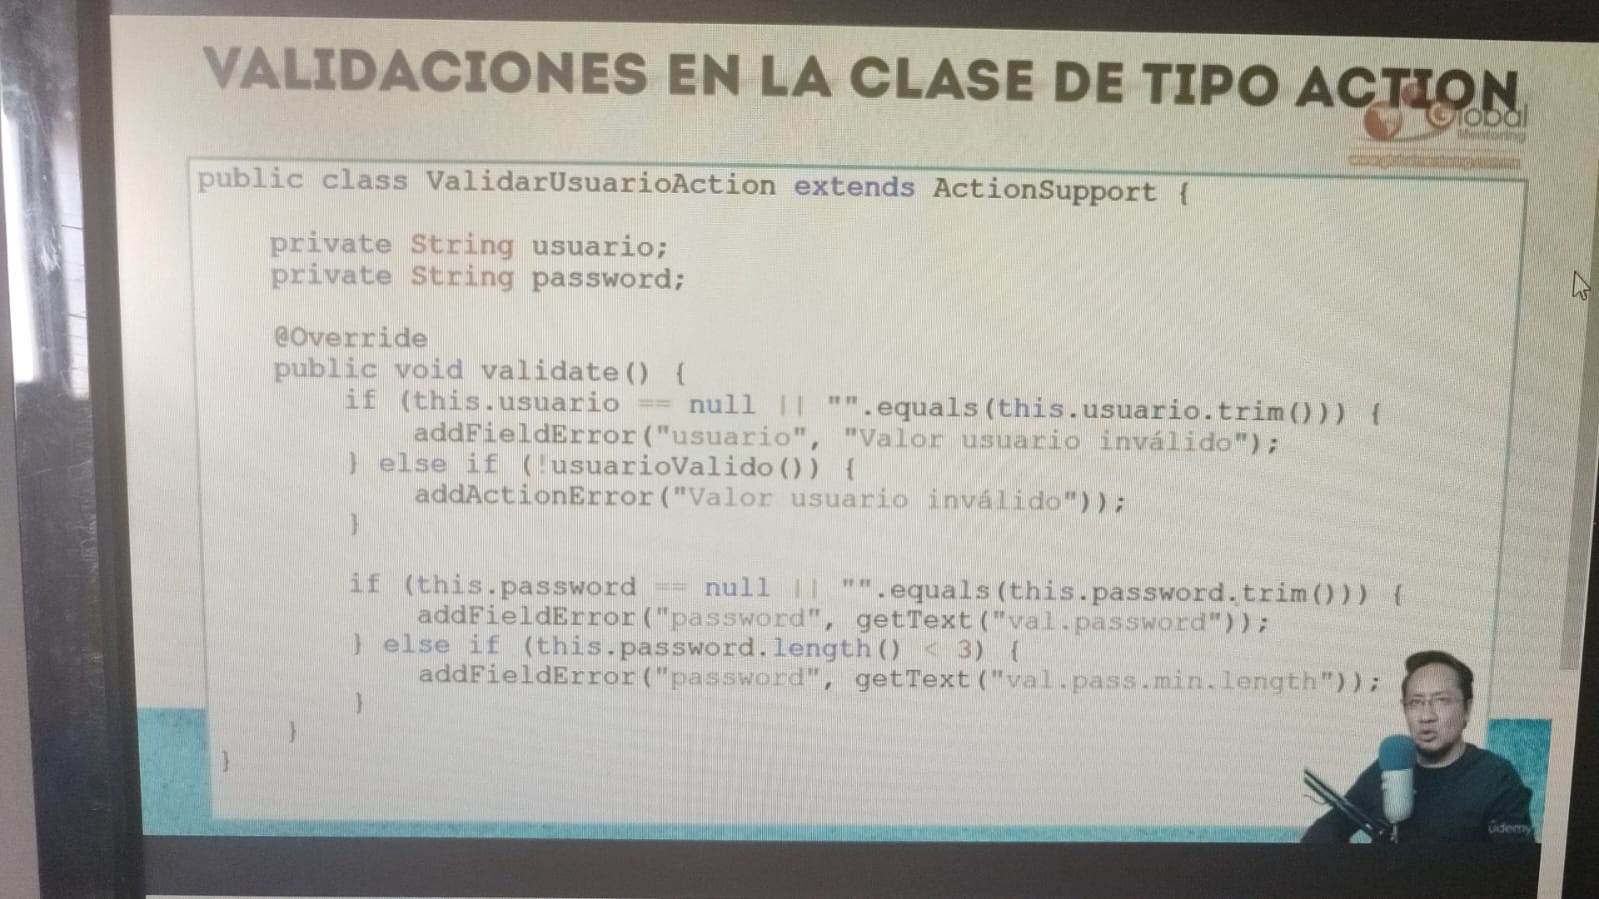 VALIDACIONES EN LA CLASE DE TIPO ACTION
Global
Mentoring
public class ValidarUsuarioAction extends ActionSupport {
private String usuario;
private String password;
@Override
public void validate() {
if (this.usuario == null || "".equals(this.usuario.trim())) {
addFieldError("usuario", "Valor usuario inválido");
} else if (!usuarioValido()) {
addActionError("Valor usuario inválido"));
}
if (this.password == null || "".equals(this.password.trim())) {
addFieldError("password", getText("val.password"));
} else if (this.password.length() < 3) {
addFieldError("password", getText("val.pass.min.length"));
}
}
}
udemy